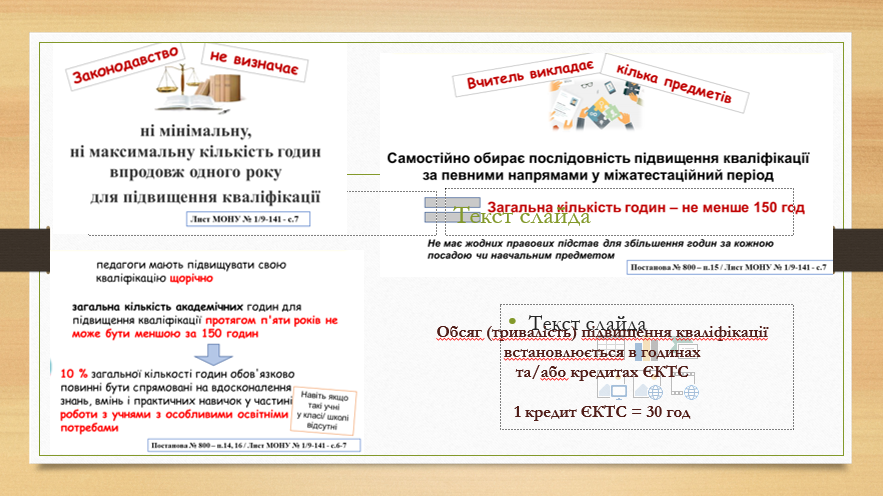 Законодавство не визначає
ні мінімальну,
ні максимальну кількість годин
впродовж одного року
для підвищення кваліфікації
Лист МОНУ № 1/9-141 - с.7
Вчитель викладає кілька предметів
Самостійно обирає послідовність підвищення кваліфікації
за певними напрямами у міжатестаційний період
Загальна кількість годин – не менше 150 год
Текст слайда
Не має жодних правових підстав для збільшення годин за кожною
посадою чи навчальним предметом
Постанова № 800 – п.15 / Лист МОНУ № 1/9-141 - с.7
педагоги мають підвищувати свою
кваліфікацію щорічно
загальна кількість академічних годин для
підвищення кваліфікації протягом п'яти років не
може бути меншою за 150 годин
10 % загальної кількості годин обов'язково
повинні бути спрямовані на вдосконалення
знань, вмінь і практичних навичок у частині
роботи з учнями з особливими освітніми
потребами
Навіть якщо
такі учні
у класі/ школі
відсутні
Постанова № 800 – п.14, 16 / Лист МОНУ № 1/9-141 - с.6-7
Текст слайда
Обсяг (тривалість) підвищення кваліфікації
встановлюється в годинах
та/або кредитах ЄКТС
1 кредит ЄКТС = 30 год